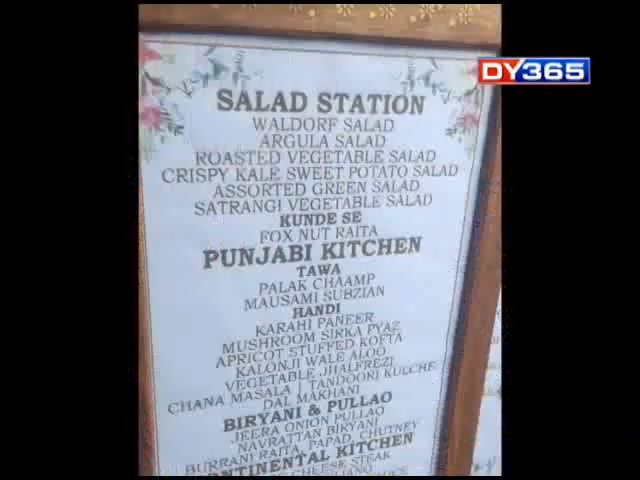 DY365
SALAD STATION
WALDORF SALAD
ARGULA SALAD
ROASTED VEGETABLE SALAD
CRISPY KALE SWEET POTATO SALAD
ASSORTED GREEN SALAD
SATRANGI VEGETABLE SALAD
KUNDE SE
FOX NUT RAITA
PUNJABI KITCHEN
TAWA
PALAK CHAAMP
MAUSAMI SUBZIAN
HANDI
KARAHI PANEER
MUSHROOM SIRKA PYAZ
APRICOT STUFFED KOFTA
KALONJI WALE ALOO
VEGETABLE JHALFREZI
CHANA MASALA | TANDOORI KULCHE
DAL MAKHANI
BIRYANI & PULLAO
JEERA ONION PULLAO
NAVRATTAN BIRYANI
BURRANI RAITA, PAPAD, CHUTNEY
CONTINENTAL KITCHEN
CHEESE STEAK